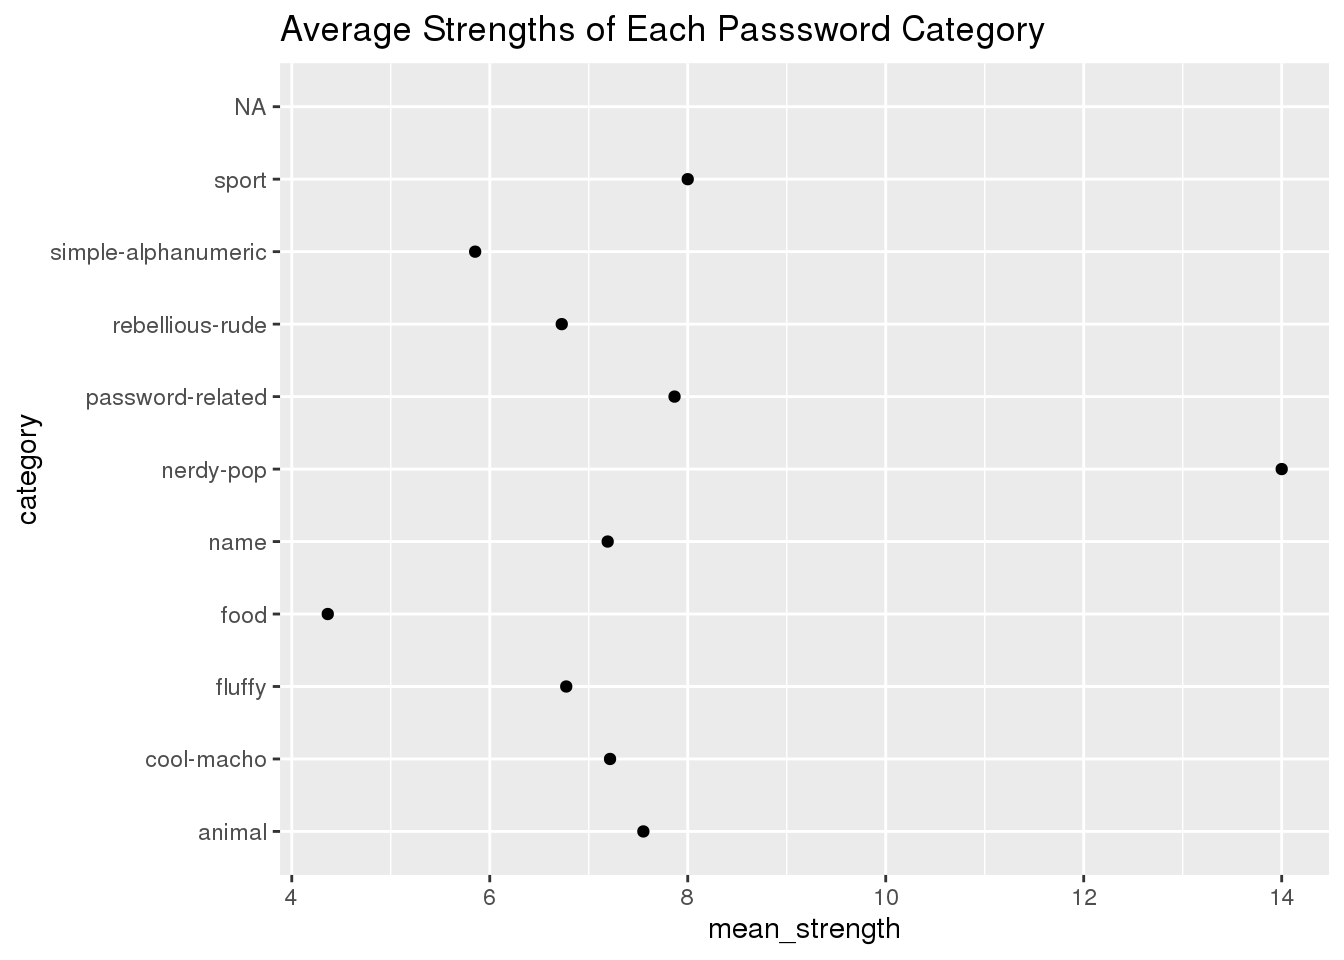 Average Strengths of Each Passsword Category
NA
sport
simple-alphanumeric
rebellious-rude
password-related
nerdy-pop
name
food
fluffy
cool-macho
animal
category
4 6 8 10 12 14
mean_strength